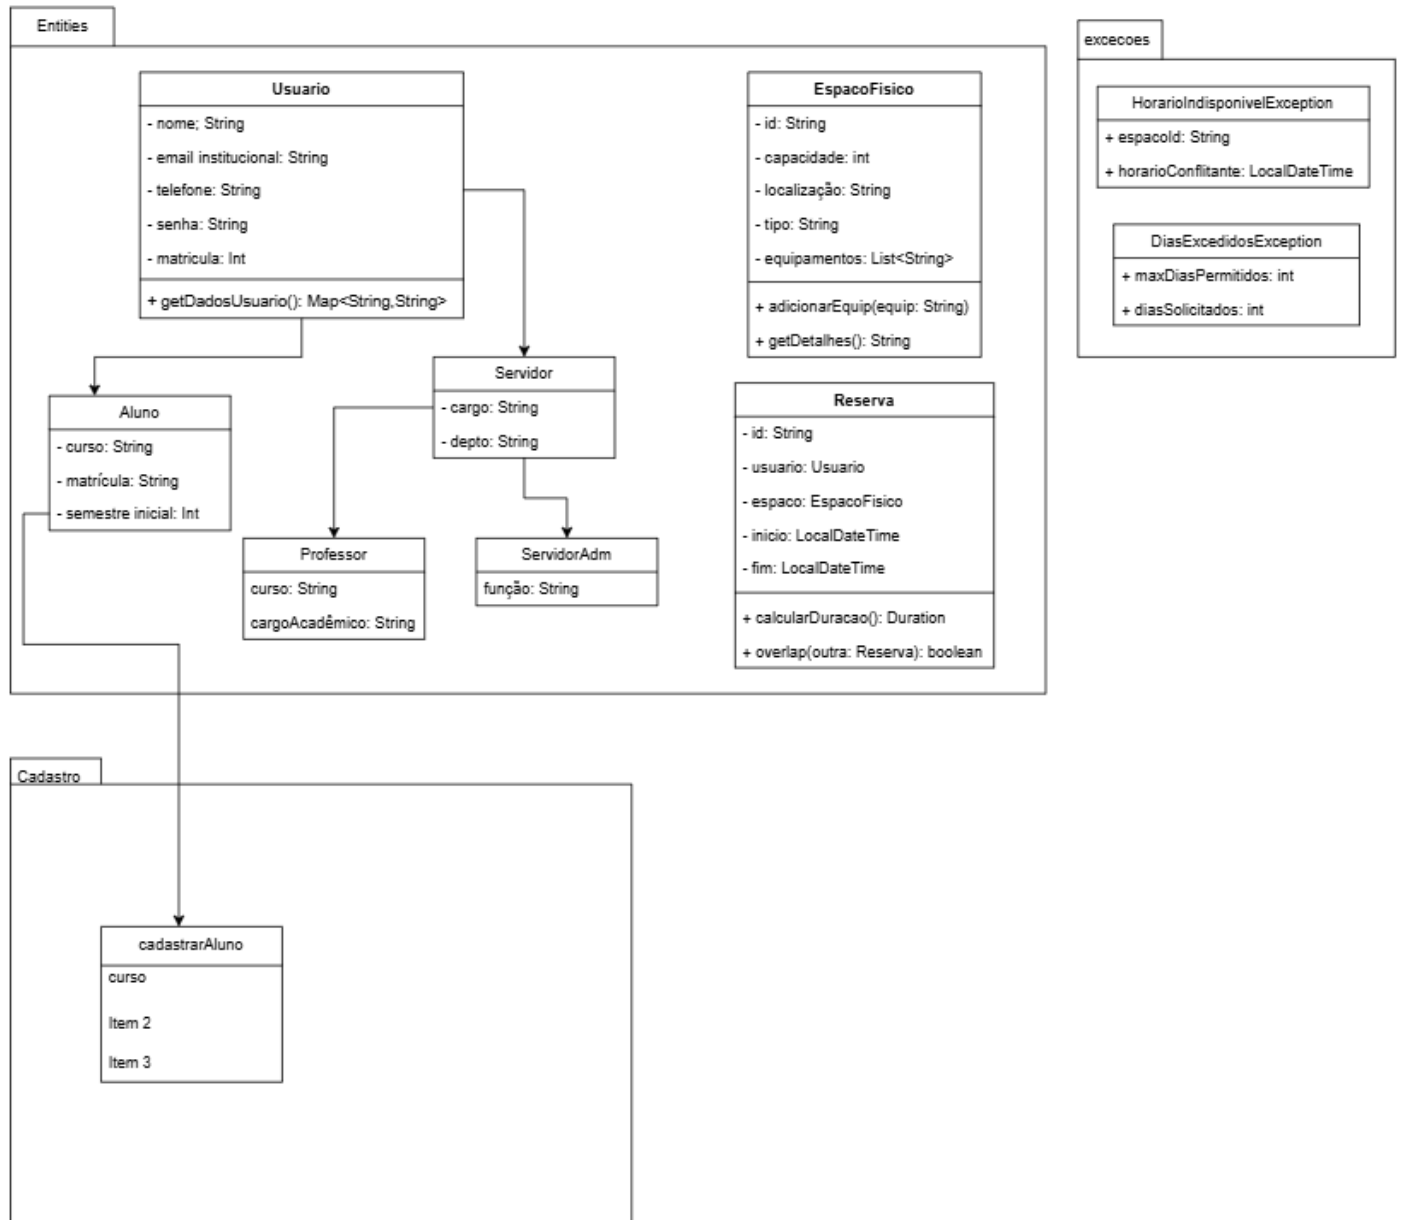 Entities
Usuario
- nome; String
- email institucional: String
- telefone: String
- senha: String
- matricula: Int
+ getDadosUsuario(): Map<String,String>
EspacoFisico
- id: String
- capacidade: int
- localização: String
- tipo: String
- equipamentos: List<String>
+ adicionarEquip(equip: String)
+ getDetalhes(): String
excecoes
HorarioIndisponivelException
+ espacoId: String
+ horarioConflitante: LocalDateTime
DiasExcedidosException
+ maxDiasPermitidos: int
+ diasSolicitados: int
Servidor
- cargo: String
- depto: String
Aluno
- curso: String
- matrícula: String
- semestre inicial: Int
Reserva
- id: String
- usuario: Usuario
- espaco: EspacoFisico
- inicio: LocalDateTime
- fim: LocalDateTime
+ calcularDuracao(): Duration
+ overlap(outra: Reserva): boolean
Professor
curso: String
cargoAcadêmico: String
ServidorAdm
função: String
Cadastro
cadastrarAluno
curso
Item 2
Item 3